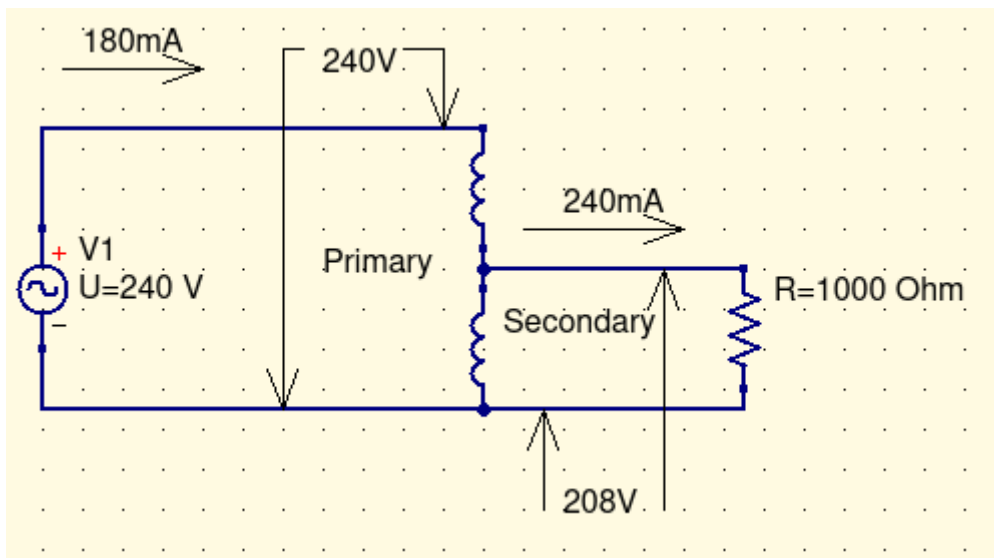 180mA
240V
240mA
+ V1
U=240 V
−
Primary
R=1000 Ohm
Secondary
208V